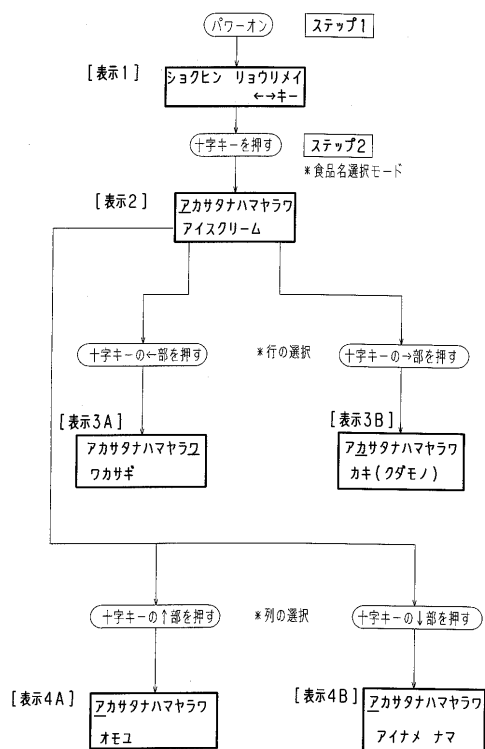 パワーオン
ステップ1
[表示1]
ショクヒン リョウリメイ
←→キー
十字キーを押す
ステップ2
*食品名選択モード
[表示2]
アカサタナハマヤラワ
アイスクリーム
十字キーの←部を押す
*行の選択
十字キーの→部を押す
[表示3A]
アカサタナハマヤラワ
ワカサギ
[表示3B]
アカサタナハマヤラワ
カキ(クダモノ)
十字キーの↑部を押す
*列の選択
十字キーの↓部を押す
[表示4A]
アカサタナハマヤラワ
オモユ
[表示4B]
アカサタナハマヤラワ
アイナメ ナマ